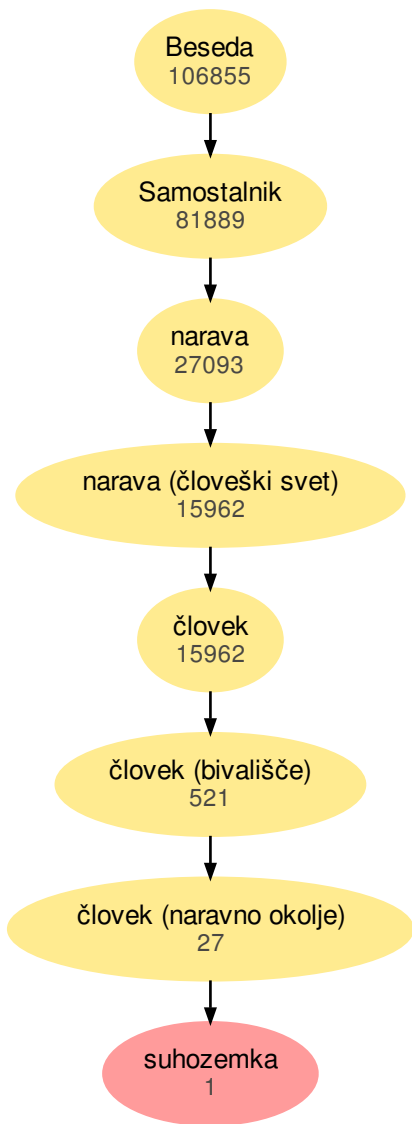 Beseda
106855
Samostalnik
81889
narava
27093
narava (človeški svet)
15962
človek
15962
človek (bivališče)
521
človek (naravno okolje)
27
suhozemka
1